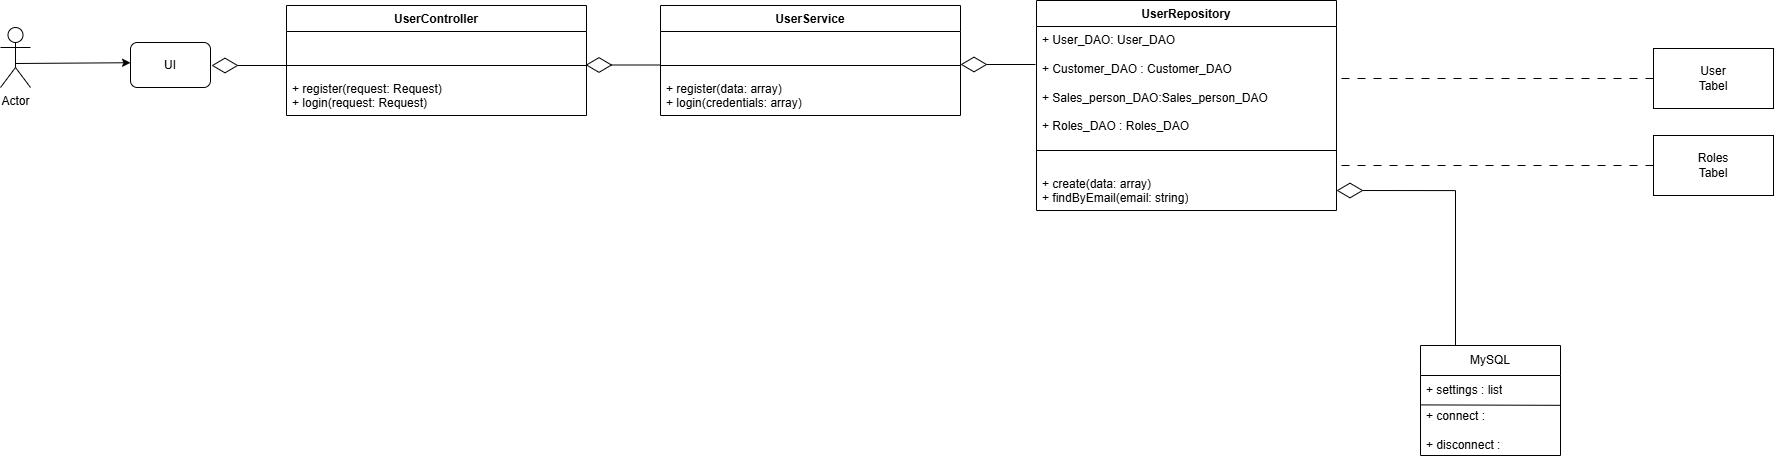 Actor
UI
UserController
+ register(request: Request)
+ login(request: Request)
UserService
+ register(data: array)
+ login(credentials: array)
UserRepository
+ User_DAO: User_DAO
+ Customer_DAO : Customer_DAO
+ Sales_person_DAO:Sales_person_DAO
+ Roles_DAO : Roles_DAO
+ create(data: array)
+ findByEmail(email: string)
User
Tabel
Roles
Tabel
MySQL
+ settings : list
+ connect :
+ disconnect :